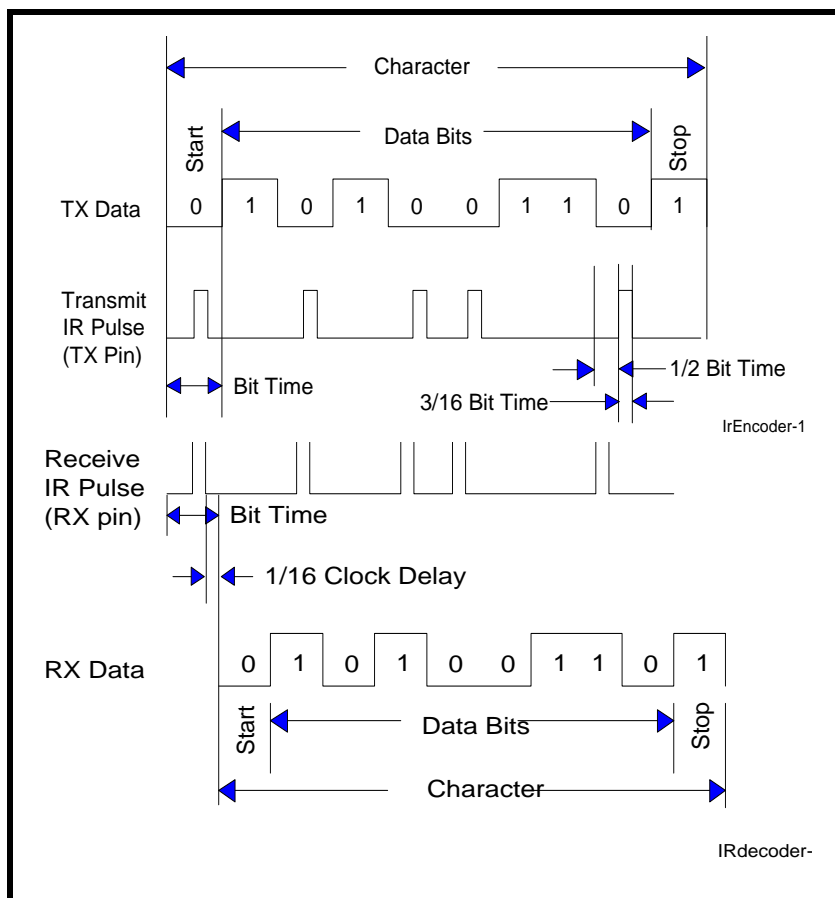 Character
Start
Data Bits
Stop
TX Data
0 1 0 1 0 0 1 1 0 1
Transmit
IR Pulse
(TX Pin)
Bit Time
1/2 Bit Time
3/16 Bit Time
IrEncoder-1
Receive
IR Pulse
(RX pin)
Bit Time
1/16 Clock Delay
RX Data
0 1 0 1 0 0 1 1 0 1
Start
Data Bits
Stop
Character
IRdecoder-